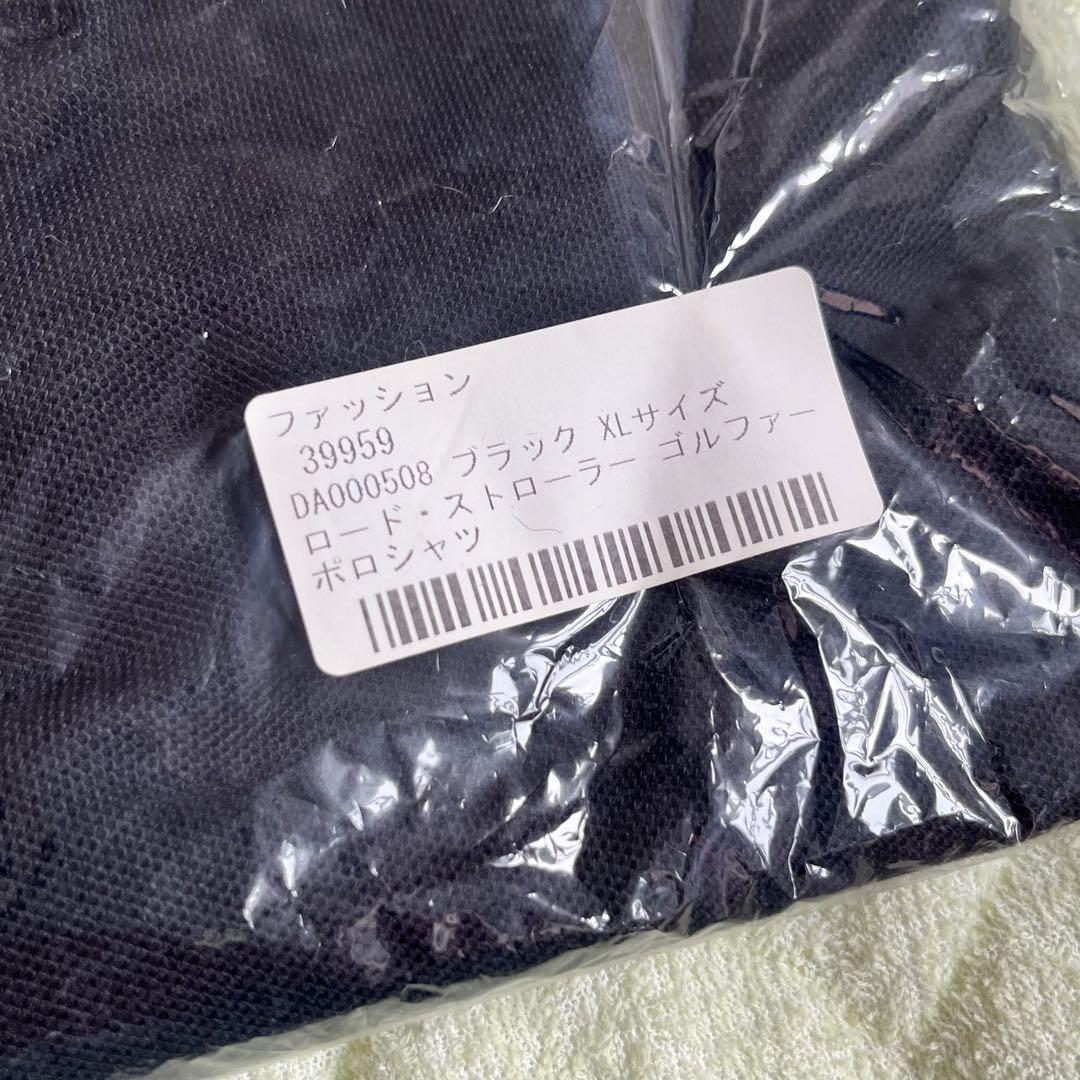 ファッション
39959
DA000508 ブラック XLサイズ
ロード・ストローラー ゴルファー
ポロシャツ